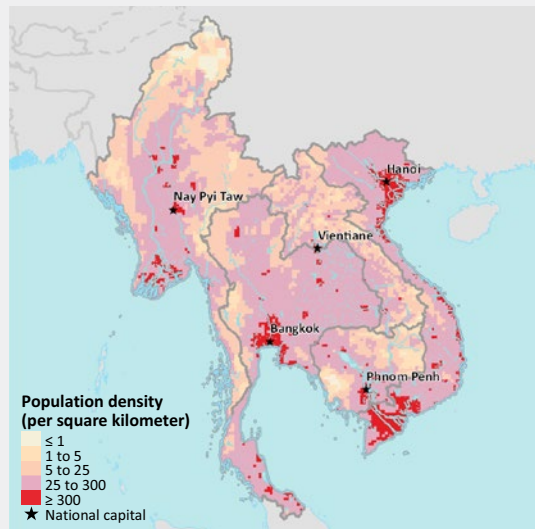 Hanoi
Nay Pyi Taw
Vientiane
Bangkok
Phnom Penh
Population density
(per square kilometer)
≤ 1
1 to 5
5 to 25
25 to 300
≥ 300
National capital